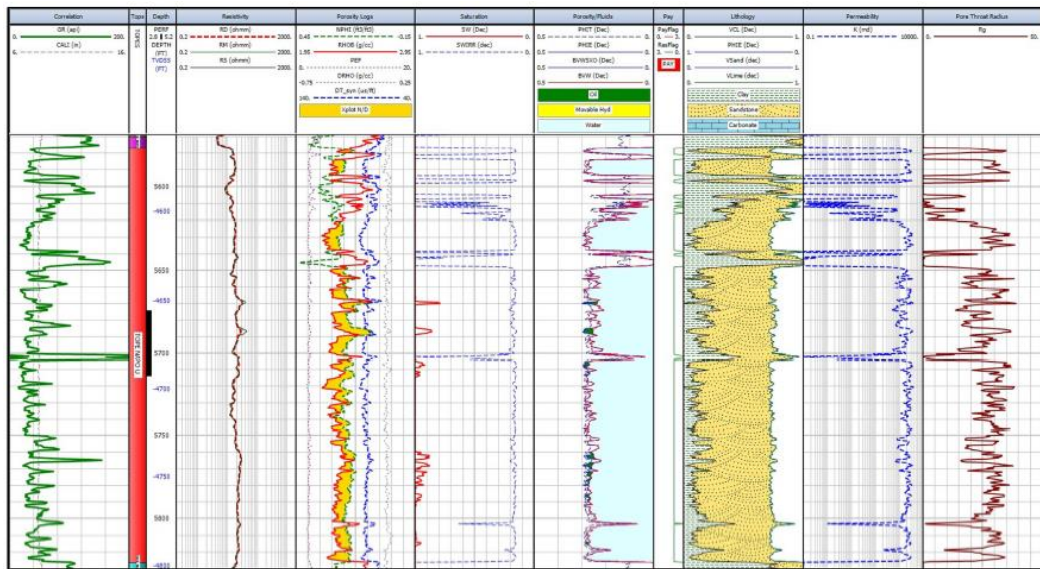 Correlation
GR (api)
0. 200.
CALI (in)
6. 16.
Tops
TOPES
Depth
PERF
DEPTH
(FT)
TVDSS
(FT)
Resistivity
RD (ohmm)
0.2 2000.
RM (ohmm)
0.2 2000.
RS (ohmm)
0.2 2000.
Porosity Logs
NPHI (ft3/ft3)
0.45 -0.15
RHOB (g/cc)
1.95 2.95
PEF
0. 20.
DRHO (g/cc)
-0.75 0.25
DT_syn (us/ft)
140. 40.
Xplot N/D
Saturation
SW (Dec)
1. 0.
SWIRR (Dec)
1. 0.
Porosity/Fluids
PHIT (Dec)
0.5 0.
PHIE (Dec)
0.5 0.
BVWSXO (Dec)
0.5 0.
BVW (Dec)
0.5 0.
Oil
Movable Hyd
Water
Pay
PayFlag
ResFlag
PAY
Lithology
VCL (Dec)
0. 1.
PHIE (Dec)
1. 0.
VSand (Dec)
0. 1.
VLime (dec)
0. 1.
Clay
Sandstone
Carbonate
Permeability
K (md)
0.1 10000.
Pore Throat Radius
Rg
0. 50.
5600
-4600
5650
-4650
5700
-4700
5750
-4750
5800
-4800